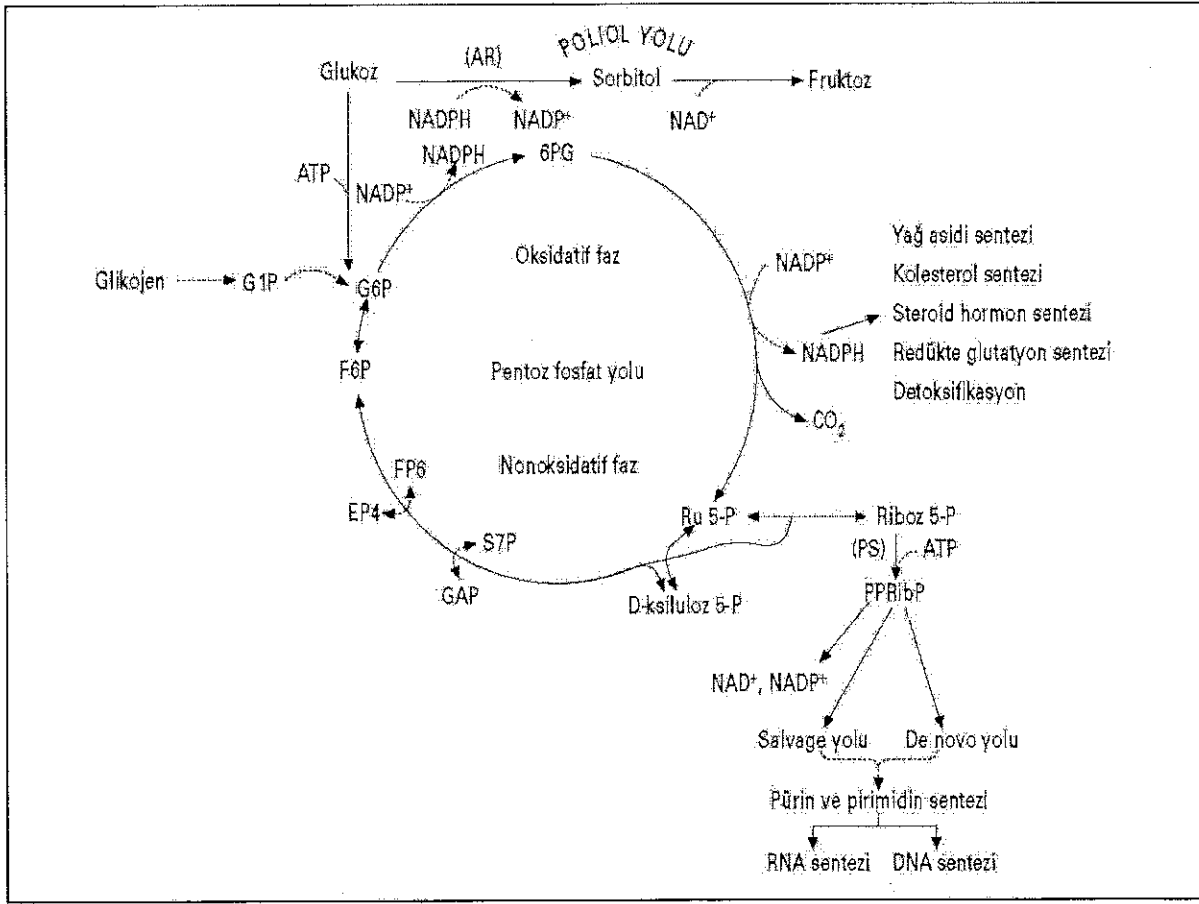 POLIOL YOLU
(AR)
Glukoz
Sorbitol
Fruktoz
NADPH
NADP⁺
NAD⁺
NADPH
6PG
ATP
NADP⁺
Oksidatif faz
NADP⁺
Yağ asidi sentezi
Kolesterol sentezi
Steroid hormon sentezi
Redükte glutatyon sentezi
Detoksifikasyon
Glikojen
G1P
G6P
NADPH
F6P
Pentoz fosfat yolu
CO₂
Nonoksidatif faz
FP6
EP4
S7P
GAP
Ru 5-P
Riboz 5-P
(PS)
ATP
D-ksiluloz 5-P
PPRibP
NAD⁺, NADP⁺
Salvage yolu
De novo yolu
Pürin ve pirimidin sentezi
RNA sentezi
DNA sentezi